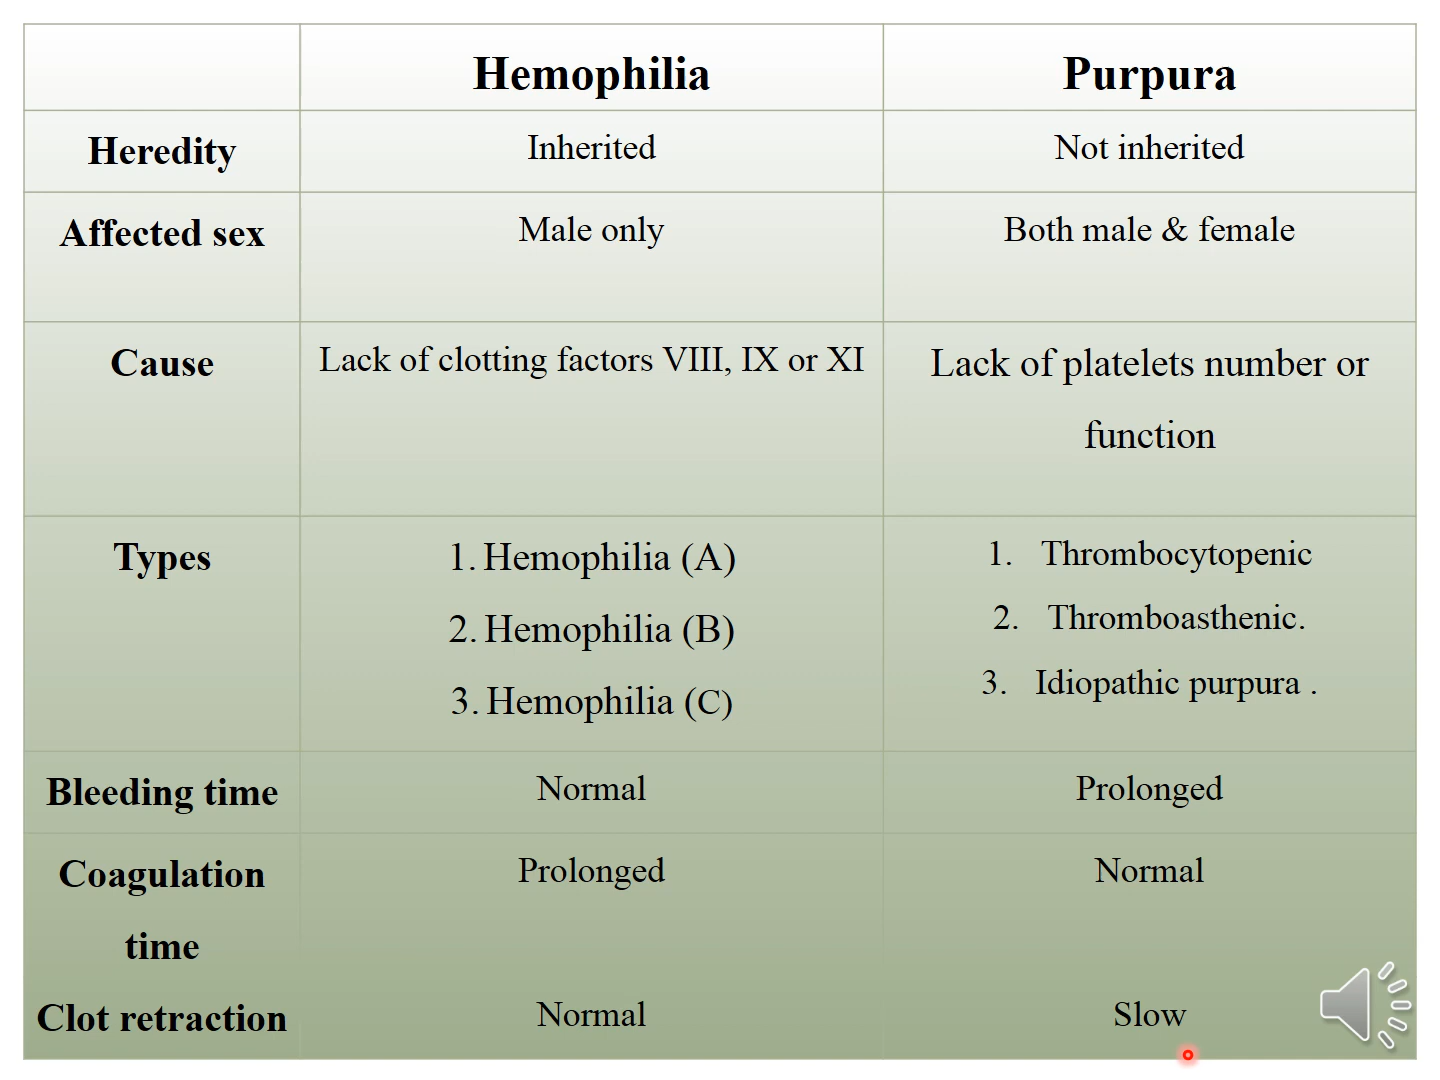 Hemophilia Purpura
Heredity Inherited Not inherited
Affected sex Male only Both male & female
Cause Lack of clotting factors VIII, IX or XI Lack of platelets number or
function
Types 1. Hemophilia (A) 1. Thrombocytopenic
2. Hemophilia (B) 2. Thromboasthenic.
3. Hemophilia (C) 3. Idiopathic purpura .
Bleeding time Normal Prolonged
Coagulation Prolonged Normal
time
Clot retraction Normal Slow